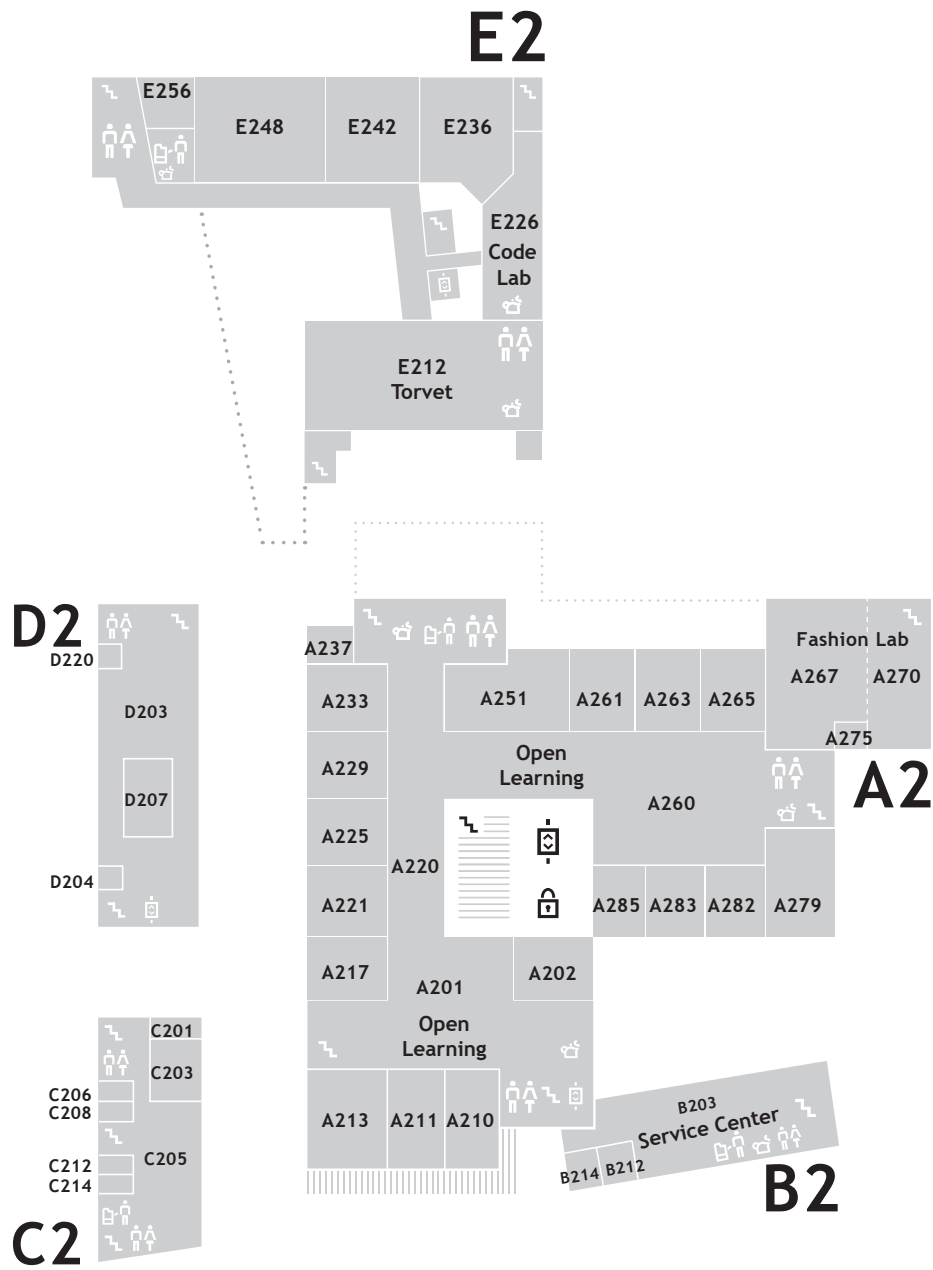 E2
E256
E248
E242
E236
E226
Code
Lab
E212
Torvet
D2
D220
D203
D207
D204
A237
A233
A229
A225
A221
A217
A220
A251
A261
A263
A265
Fashion Lab
A267
A270
A275
A2
Open
Learning
A260
A285
A283
A282
A279
A201
A202
Open
Learning
A213
A211
A210
C201
C203
C206
C208
C205
C212
C214
C2
B203
Service Center
B214
B212
B2